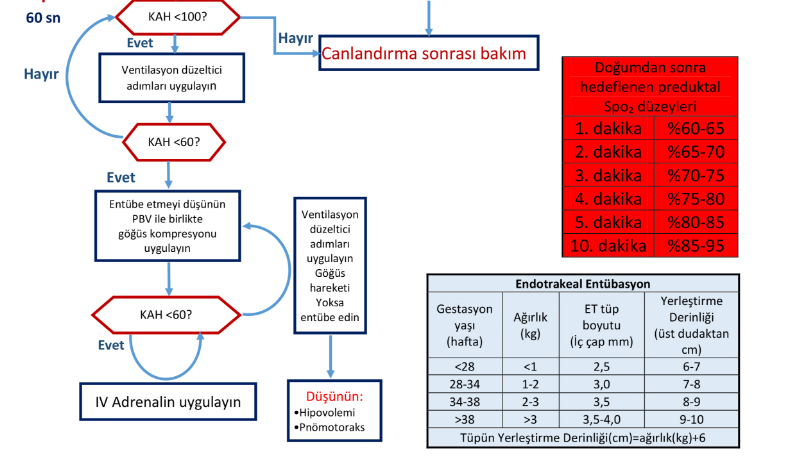 60 sn
KAH <100?
Evet
Hayır
Canlandırma sonrası bakım
Hayır
Ventilasyon düzeltici
adımları uygulayın
KAH <60?
Evet
Entübe etmeyi düşünün
PBV ile birlikte
göğüs kompresyonu
uygulayın
KAH <60?
Evet
IV Adrenalin uygulayın
Ventilasyon
düzeltici
adımları
uygulayın
Göğüs
hareketi
Yoksa
entübe edin
Düşünün:
•Hipovolemi
•Pnömotoraks
Doğumdan sonra
hedeflenen preduktal
Spo₂ düzeyleri
1. dakika %60-65
2. dakika %65-70
3. dakika %70-75
4. dakika %75-80
5. dakika %80-85
10. dakika %85-95
Endotrakeal Entübasyon
Gestasyon
yaşı
(hafta)
Ağırlık
(kg)
ET tüp
boyutu
(İç çap mm)
Yerleştirme
Derinliği
(üst dudaktan
cm)
<28 <1 2,5 6-7
28-34 1-2 3,0 7-8
34-38 2-3 3,5 8-9
>38 >3 3,5-4,0 9-10
Tüpün Yerleştirme Derinliği(cm)=ağırlık(kg)+6